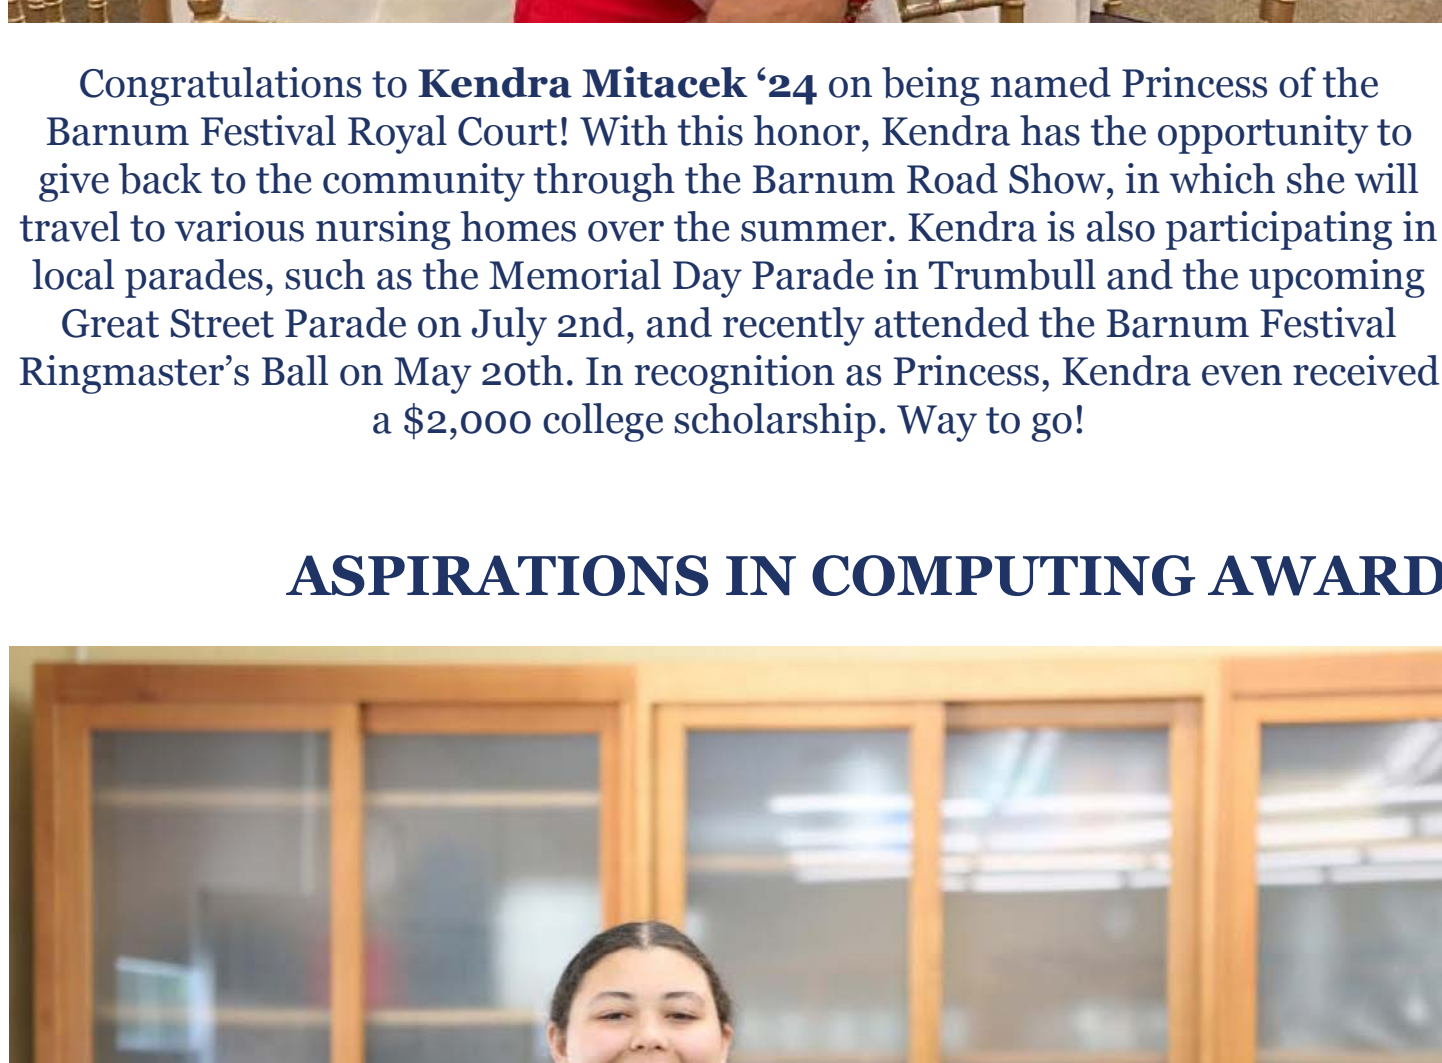 Congratulations to Kendra Mitacek ‘24 on being named Princess of the
Barnum Festival Royal Court! With this honor, Kendra has the opportunity to
give back to the community through the Barnum Road Show, in which she will
travel to various nursing homes over the summer. Kendra is also participating in
local parades, such as the Memorial Day Parade in Trumbull and the upcoming
Great Street Parade on July 2nd, and recently attended the Barnum Festival
Ringmaster’s Ball on May 20th. In recognition as Princess, Kendra even received
a $2,000 college scholarship. Way to go!
ASPIRATIONS IN COMPUTING AWARD